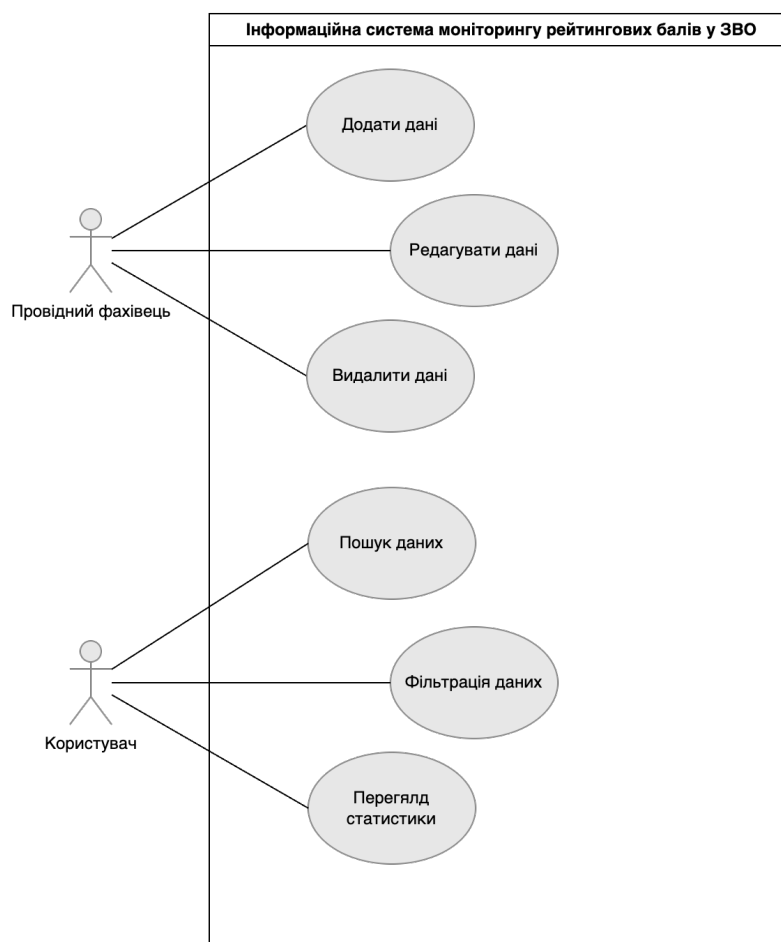 Інформаційна система моніторингу рейтингових балів у ЗВО
Додати дані
Редагувати дані
Провідний фахівець
Видалити дані
Пошук даних
Фільтрація даних
Користувач
Перегялд
статистики